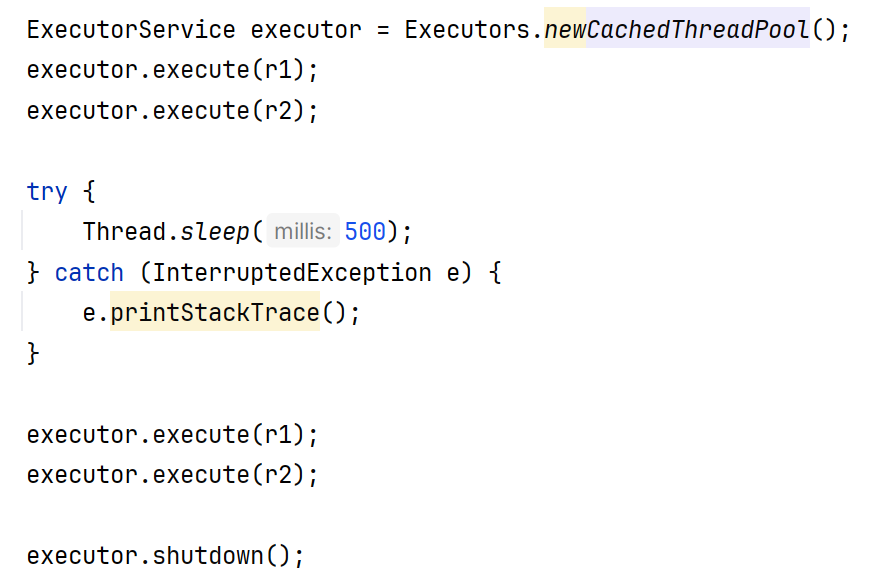 ExecutorService executor = Executors.newCachedThreadPool();
executor.execute(r1);
executor.execute(r2);
try {
Thread.sleep( millis: 500);
} catch (InterruptedException e) {
e.printStackTrace();
}
executor.execute(r1);
executor.execute(r2);
executor.shutdown();